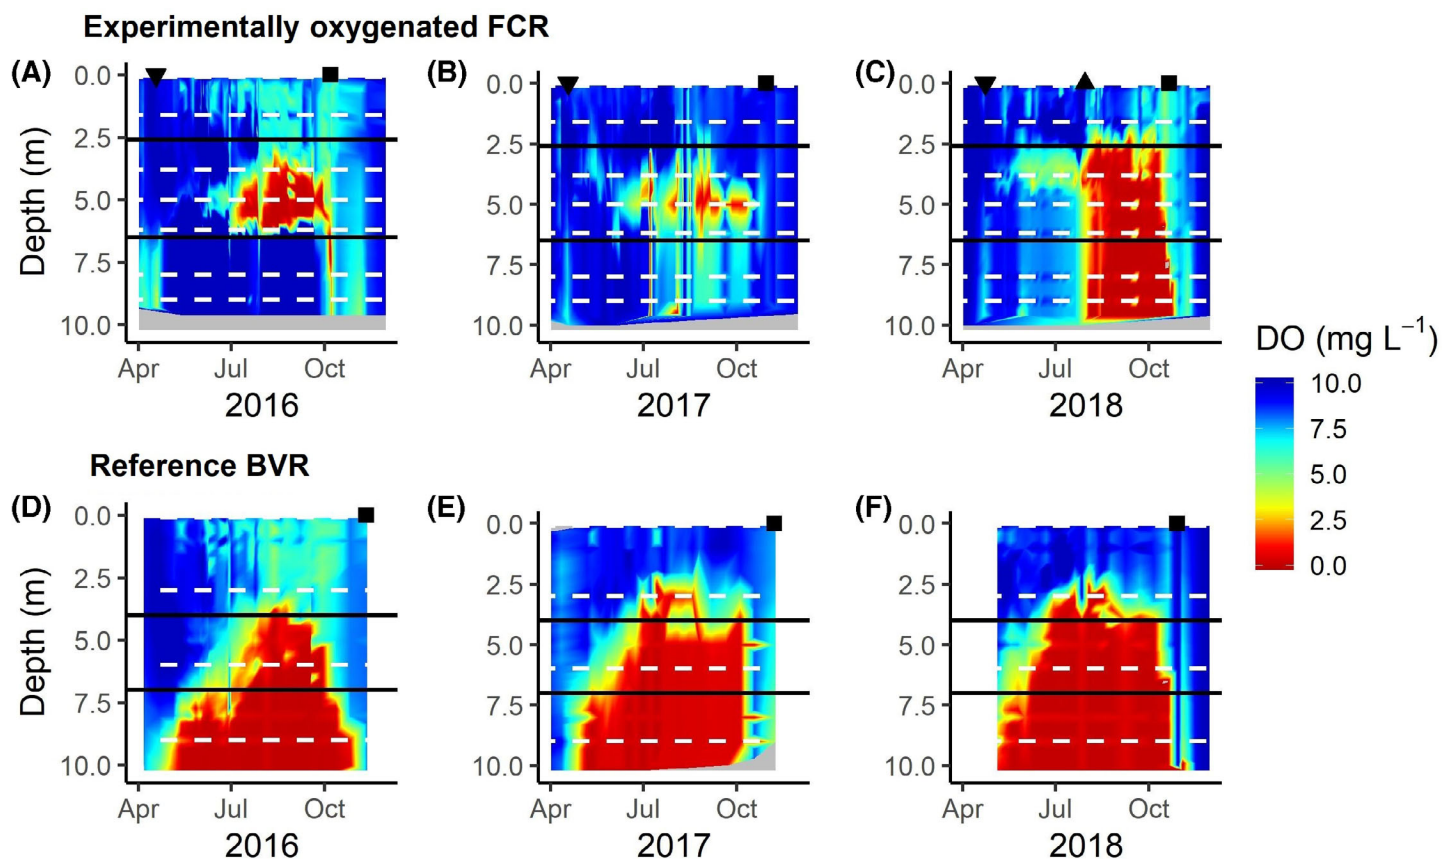 Experimentally oxygenated FCR
(A) (B) (C)
0.0 0.0 0.0
2.5 2.5 2.5
5.0 5.0 5.0
7.5 7.5 7.5
10.0 10.0 10.0
Depth (m)
Apr Jul Oct Apr Jul Oct Apr Jul Oct
2016 2017 2018
DO (mg L⁻¹)
10.0
7.5
5.0
2.5
0.0
Reference BVR
(D) (E) (F)
0.0 0.0 0.0
2.5 2.5 2.5
5.0 5.0 5.0
7.5 7.5 7.5
10.0 10.0 10.0
Depth (m)
Apr Jul Oct Apr Jul Oct Apr Jul Oct
2016 2017 2018